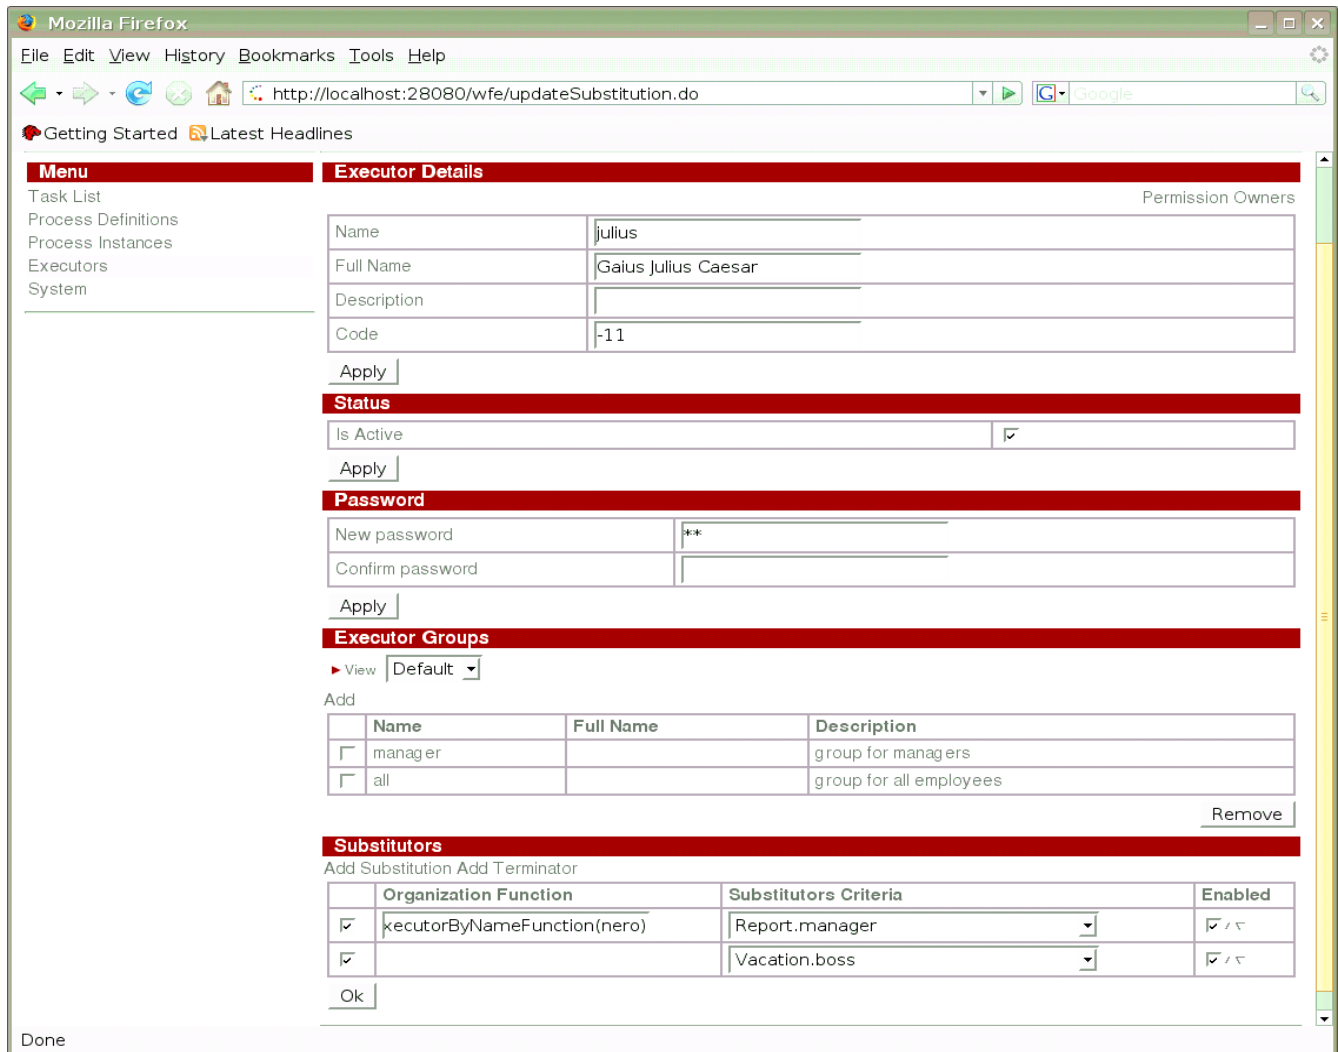 Mozilla Firefox
File Edit View History Bookmarks Tools Help
http://localhost:28080/wfe/updateSubstitution.do
G Google
Getting Started Latest Headlines
Menu
Task List
Process Definitions
Process Instances
Executors
System
Executor Details
Permission Owners
Name julius
Full Name Gaius Julius Caesar
Description
Code -11
Apply
Status
Is Active
Apply
Password
New password **
Confirm password
Apply
Executor Groups
View Default
Add
Name Full Name Description
manager group for managers
all group for all employees
Remove
Substitutors
Add Substitution Add Terminator
Organization Function Substitutors Criteria Enabled
xecutorByNameFunction(nero) Report.manager /
Vacation.boss /
Ok
Done